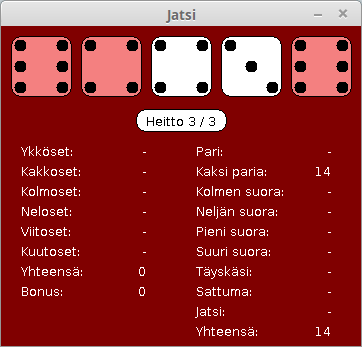 Jatsi
Heitto 3 / 3
Ykköset: -
Kakkoset: -
Kolmoset: -
Neloset: -
Viitoset: -
Kuutoset: -
Yhteensä: 0
Bonus: 0
Pari: -
Kaksi paria: 14
Kolmen suora: -
Neljän suora: -
Pieni suora: -
Suuri suora: -
Täyskäsi: -
Sattuma: -
Jatsi: -
Yhteensä: 14